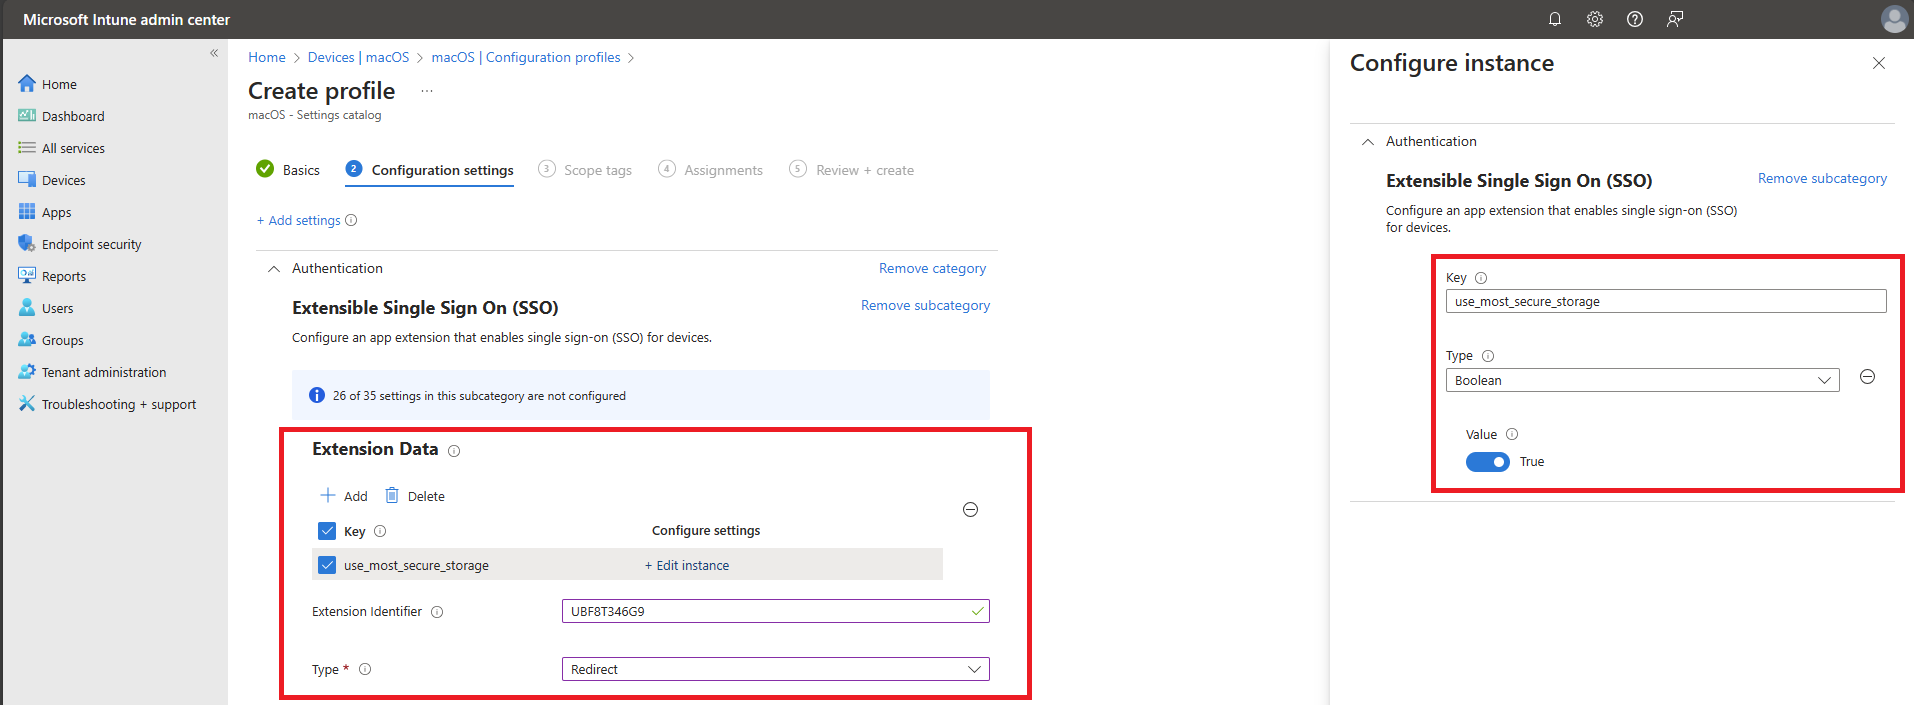 Microsoft Intune admin center
Home
Dashboard
All services
Devices
Apps
Endpoint security
Reports
Users
Groups
Tenant administration
Troubleshooting + support
Home > Devices | macOS > macOS | Configuration profiles >
Create profile ...
macOS - Settings catalog
Basics 2 Configuration settings 3 Scope tags 4 Assignments 5 Review + create
+ Add settings
Authentication Remove category
Extensible Single Sign On (SSO) Remove subcategory
Configure an app extension that enables single sign-on (SSO) for devices.
26 of 35 settings in this subcategory are not configured
Extension Data
Add Delete
Key Configure settings
use_most_secure_storage + Edit instance
Extension Identifier UBF8T346G9
Type * Redirect
Configure instance
Authentication
Extensible Single Sign On (SSO) Remove subcategory
Configure an app extension that enables single sign-on (SSO)
for devices.
Key
use_most_secure_storage
Type
Boolean
Value
True